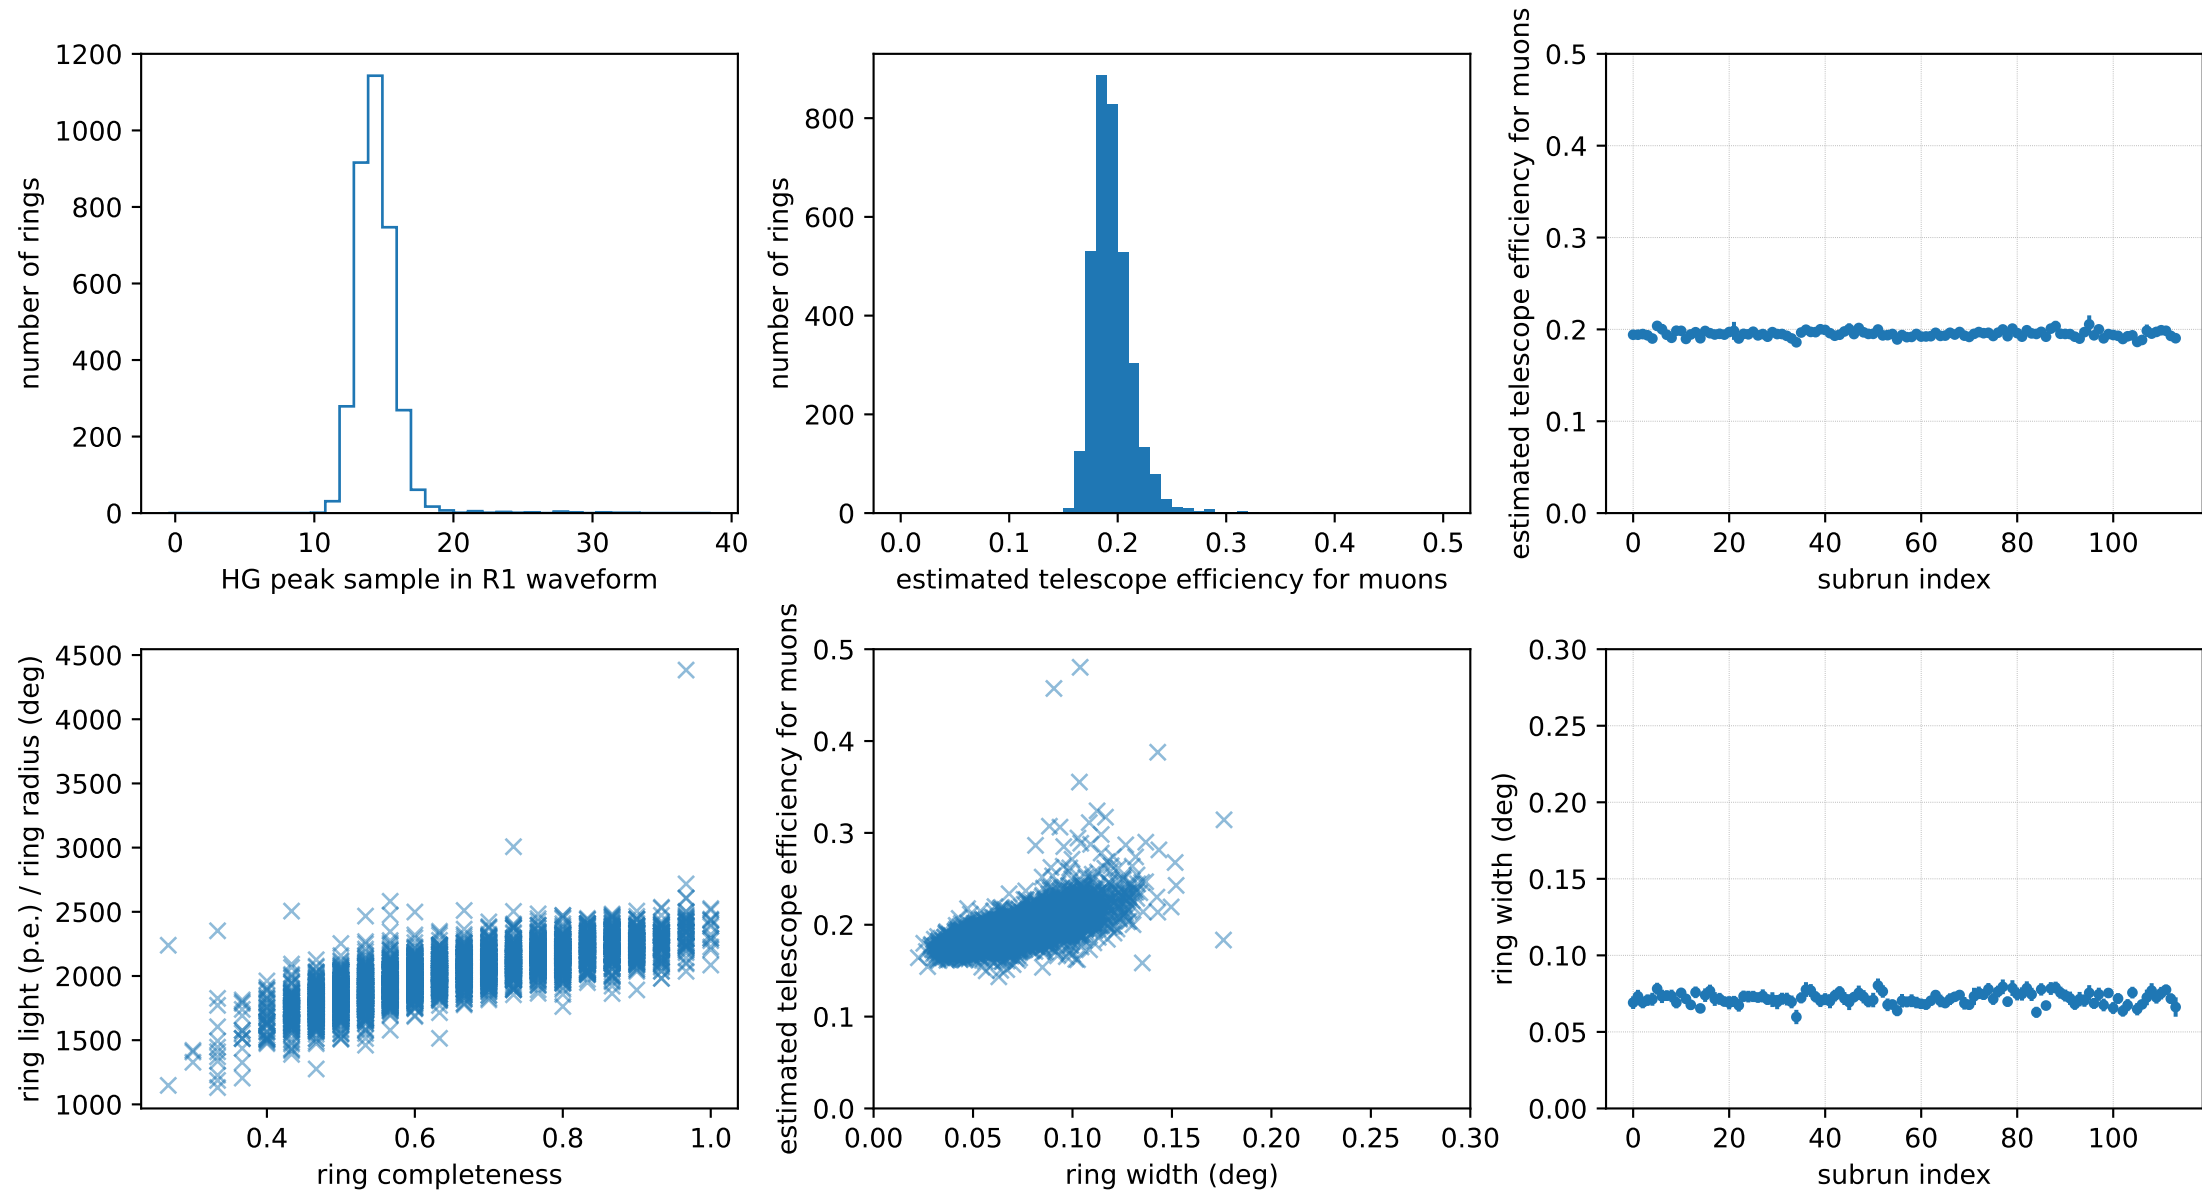 1200
1000
800
600
400
200
0
number of rings
0 10 20 30 40
HG peak sample in R1 waveform
800
600
400
200
0
number of rings
0.0 0.1 0.2 0.3 0.4 0.5
estimated telescope efficiency for muons
0.5
0.4
0.3
0.2
0.1
0.0
estimated telescope efficiency for muons
0 20 40 60 80 100
subrun index
4500
4000
3500
3000
2500
2000
1500
1000
ring light (p.e.) / ring radius (deg)
0.4 0.6 0.8 1.0
ring completeness
0.5
0.4
0.3
0.2
0.1
0.0
estimated telescope efficiency for muons
0.00 0.05 0.10 0.15 0.20 0.25 0.30
ring width (deg)
0.30
0.25
0.20
0.15
0.10
0.05
0.00
ring width (deg)
0 20 40 60 80 100
subrun index